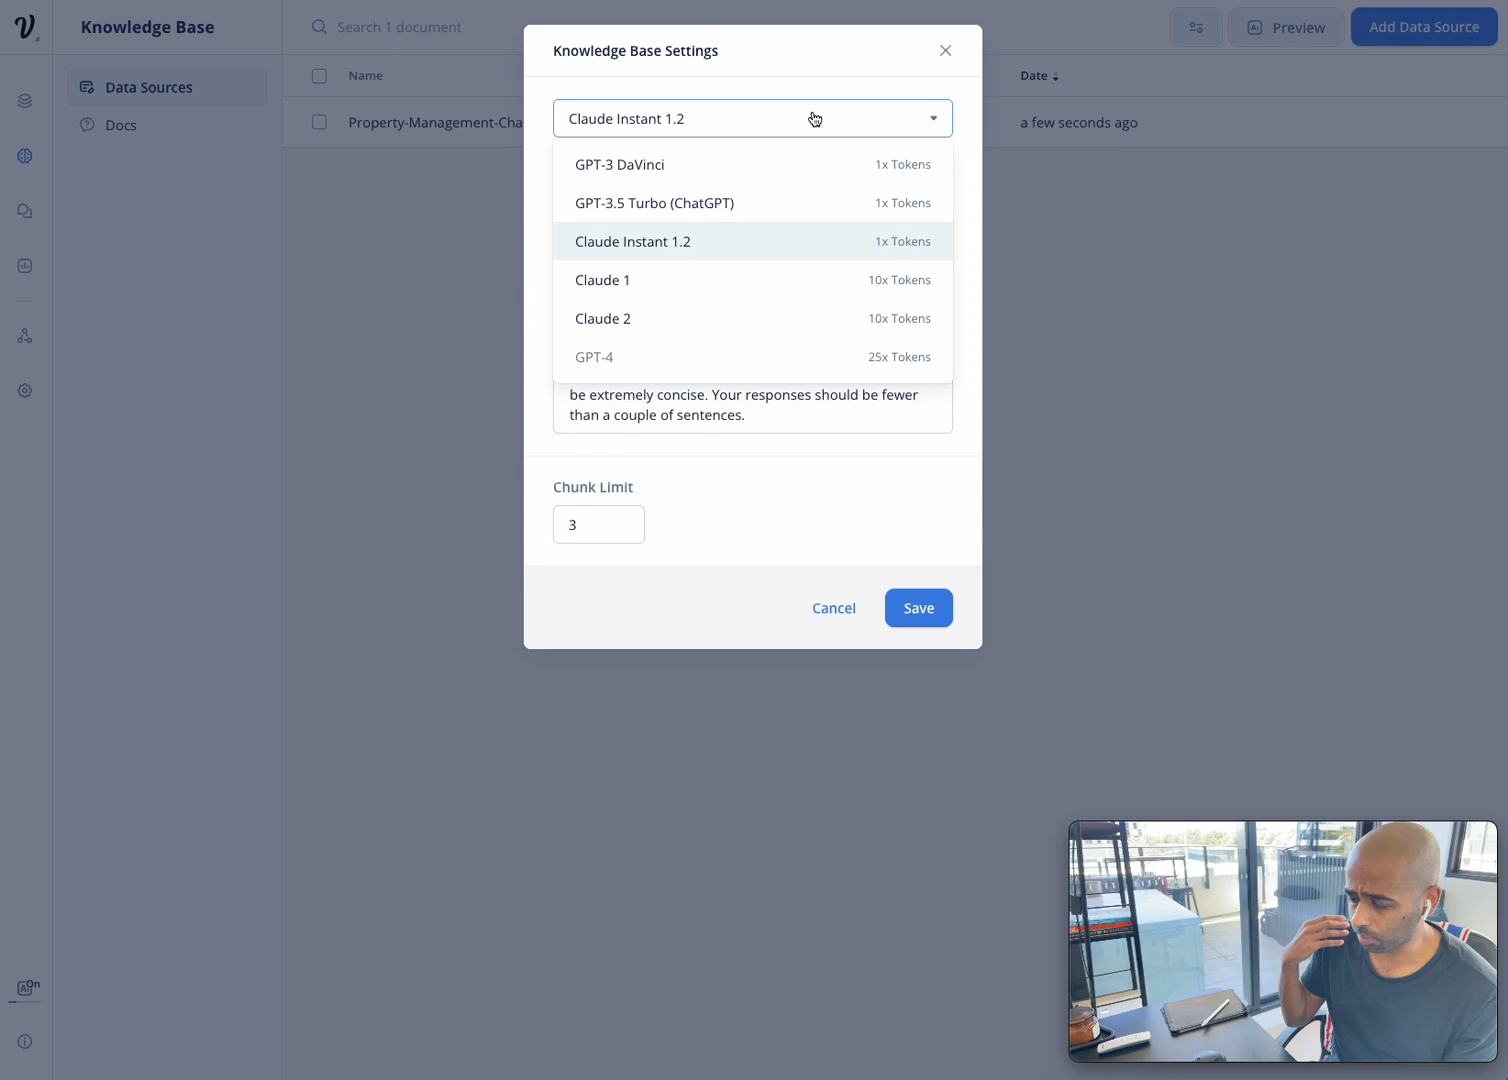 Knowledge Base
Search 1 document
Preview
Add Data Source
Data Sources
Docs
Name
Date
Property-Management-Cha
a few seconds ago
Knowledge Base Settings
Claude Instant 1.2
GPT-3 DaVinci 1x Tokens
GPT-3.5 Turbo (ChatGPT) 1x Tokens
Claude Instant 1.2 1x Tokens
Claude 1 10x Tokens
Claude 2 10x Tokens
GPT-4 25x Tokens
be extremely concise. Your responses should be fewer
than a couple of sentences.
Chunk Limit
3
Cancel
Save
On